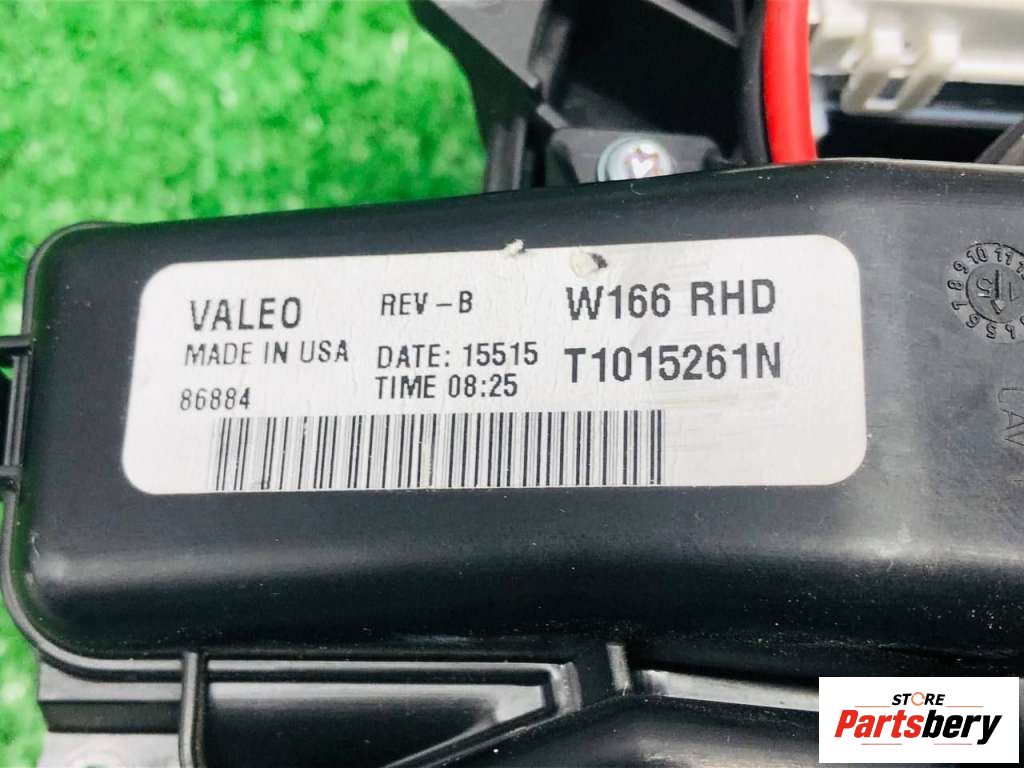 VALEO REV-B W166 RHD
MADE IN USA DATE: 15515 T1015261N
86884 TIME 08:25
STORE
Partsbery